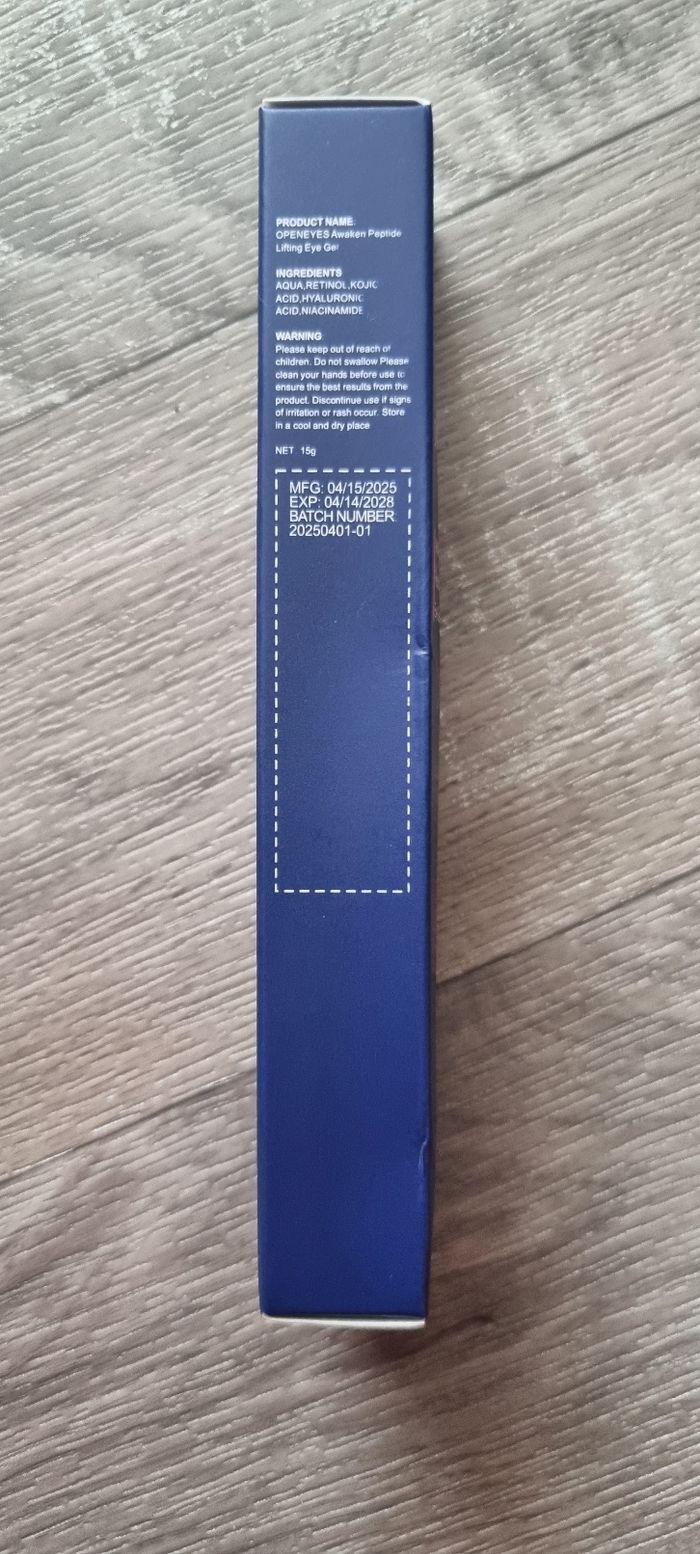 PRODUCT NAME:
OPENEYES Awaken Peptide
Lifting Eye Gel
INGREDIENTS
AQUA,RETINOL,KOJIC
ACID,HYALURONIC
ACID,NIACINAMIDE
WARNING
Please keep out of reach of
children. Do not swallow Please
clean your hands before use to
ensure the best results from the
product. Discontinue use if signs
of irritation or rash occur. Store
in a cool and dry place
NET 15g
MFG: 04/15/2025
EXP: 04/14/2028
BATCH NUMBER:
20250401-01